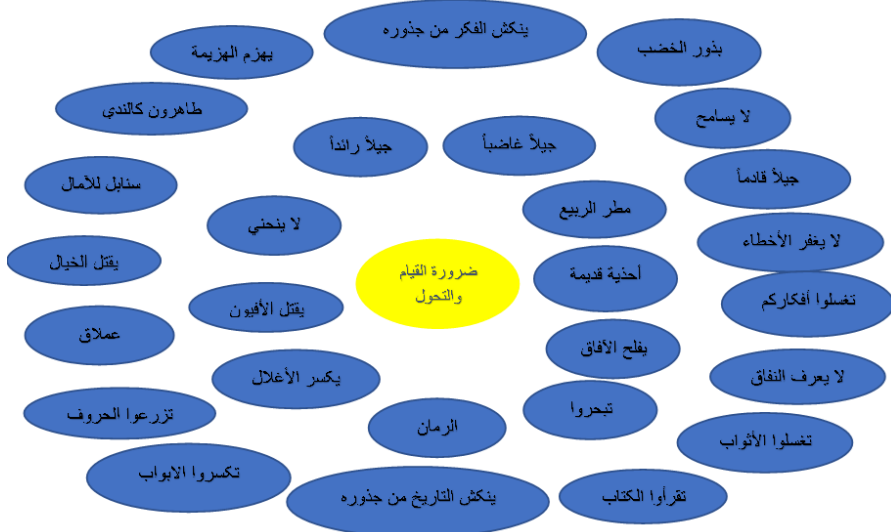 ينكش الفكر من جذوره
بذور الخضب
يهزم الهزيمة
طاهرون كالندي
لا يسامح
جيلاً غاضباً
جيلاً رائداً
جيلاً قادماً
سنابل للآمال
مطر الربيع
لا ينحني
لا يغفر الأخطاء
يقتل الخيال
ضرورة القيام
والتحول
أحذية قديمة
تغسلوا أفكاركم
يقتل الأفيون
عملاق
يفلح الآفاق
لا يعرف النفاق
يكسر الأغلال
تبحروا
تزرعوا الحروف
الرمان
تغسلوا الأثواب
تكسروا الابواب
تقرأوا الكتاب
ينكش التاريخ من جذوره